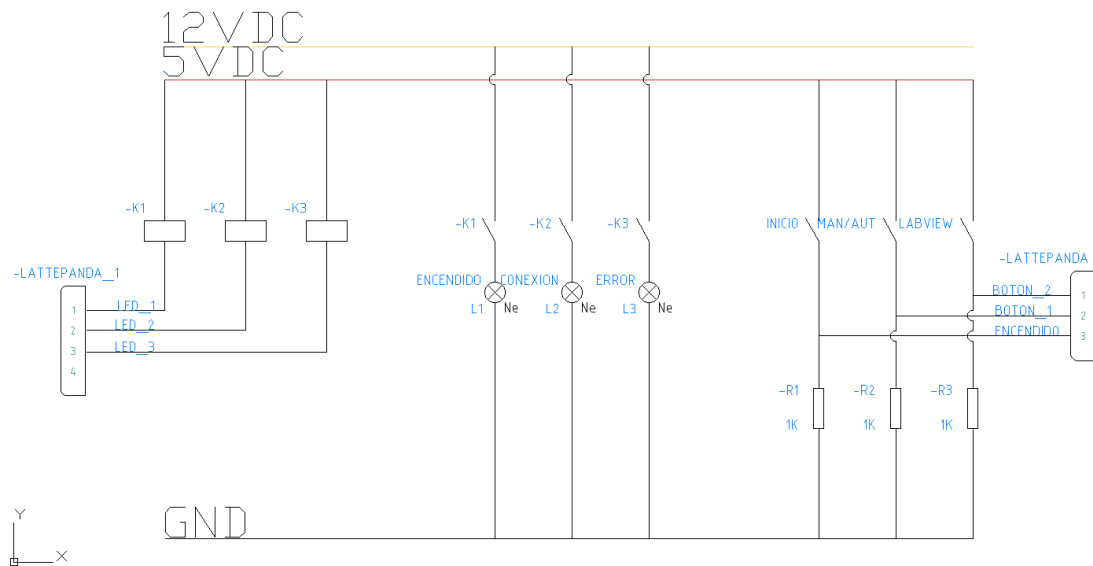 12VDC
5VDC
-K1
-K2
-K3
-K1
-K2
-K3
INICIO
MAN/AUT
LABVIEW
-LATTEPANDA_1
-LATTEPANDA
ENCENDIDO
CONEXION
ERROR
L1
Ne
L2
Ne
L3
Ne
1
LED_1
2
LED_2
3
LED_3
4
BOTON_2
1
BOTON_1
2
ENCENDIDO
3
-R1
-R2
-R3
1K
1K
1K
GND
Y
X